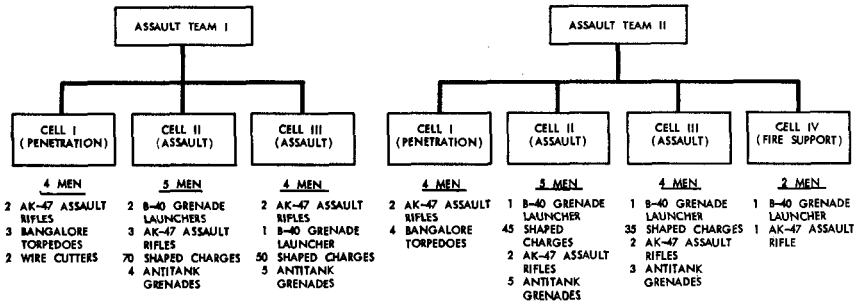 ASSAULT TEAM I
ASSAULT TEAM II
CELL I
(PENETRATION)
CELL II
(ASSAULT)
CELL III
(ASSAULT)
CELL I
(PENETRATION)
CELL II
(ASSAULT)
CELL III
(ASSAULT)
CELL IV
(FIRE SUPPORT)
4 MEN
2 AK-47 ASSAULT
RIFLES
3 BANGALORE
TORPEDOES
2 WIRE CUTTERS
5 MEN
2 B-40 GRENADE
LAUNCHERS
3 AK-47 ASSAULT
RIFLES
70 SHAPED CHARGES
4 ANTITANK
GRENADES
4 MEN
2 AK-47 ASSAULT
RIFLES
1 B-40 GRENADE
LAUNCHER
50 SHAPED CHARGES
5 ANTITANK
GRENADES
4 MEN
2 AK-47 ASSAULT
RIFLES
4 BANGALORE
TORPEDOES
5 MEN
1 B-40 GRENADE
LAUNCHER
45 SHAPED
CHARGES
2 AK-47 ASSAULT
RIFLES
5 ANTITANK
GRENADES
4 MEN
1 B-40 GRENADE
LAUNCHER
35 SHAPED CHARGES
2 AK-47 ASSAULT
RIFLES
3 ANTITANK
GRENADES
2 MEN
1 B-40 GRENADE
LAUNCHER
1 AK-47 ASSAULT
RIFLE